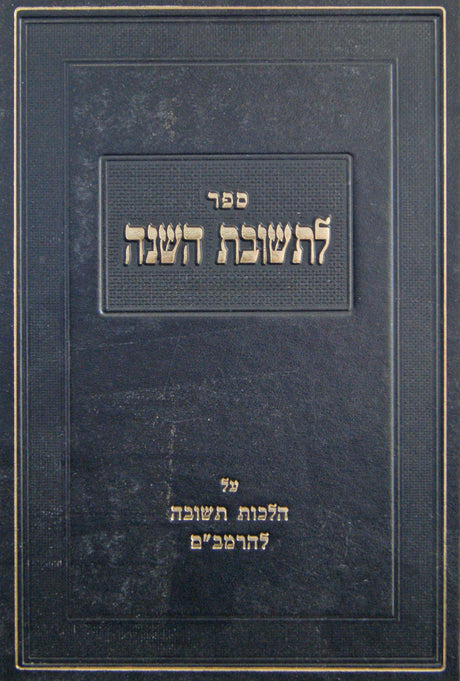 ספר
לתשובת השנה
על
הלכות תשובה
להרמב״ם